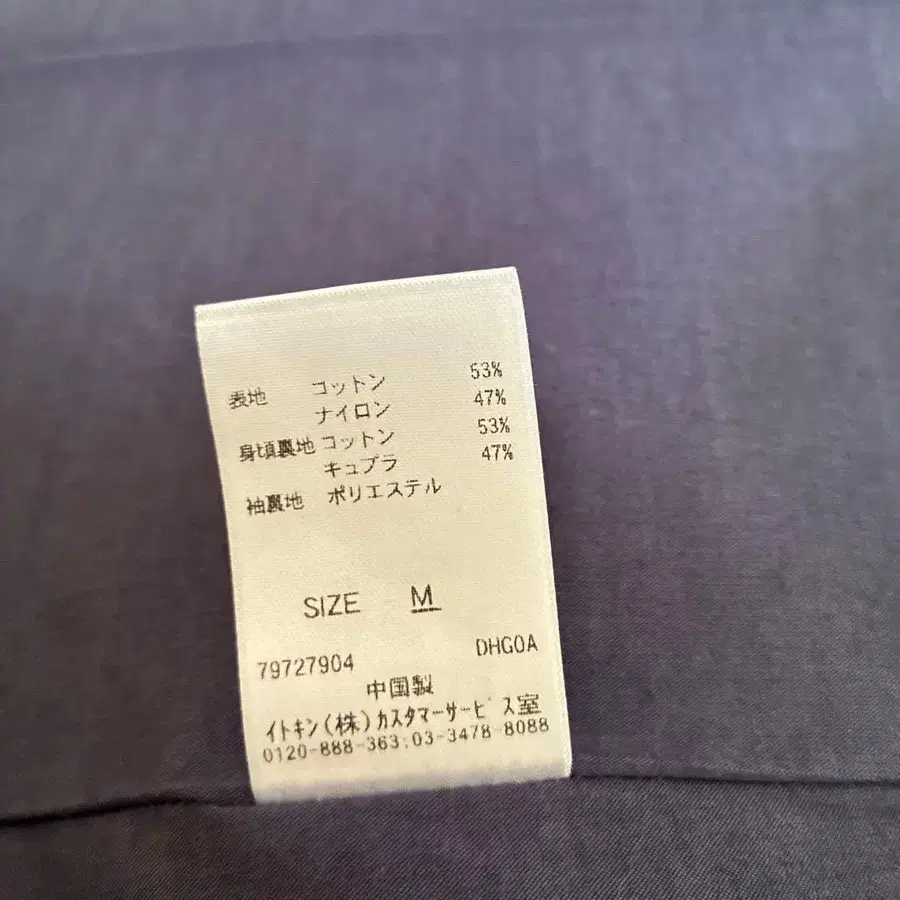 表地 コットン 53%
ナイロン 47%
身頃裏地 コットン 53%
キュプラ 47%
袖裏地 ポリエステル
SIZE M
79727904 DHG0A
中国製
イトキン(株)カスタマーサービス室
0120-888-363:03-3478-8088